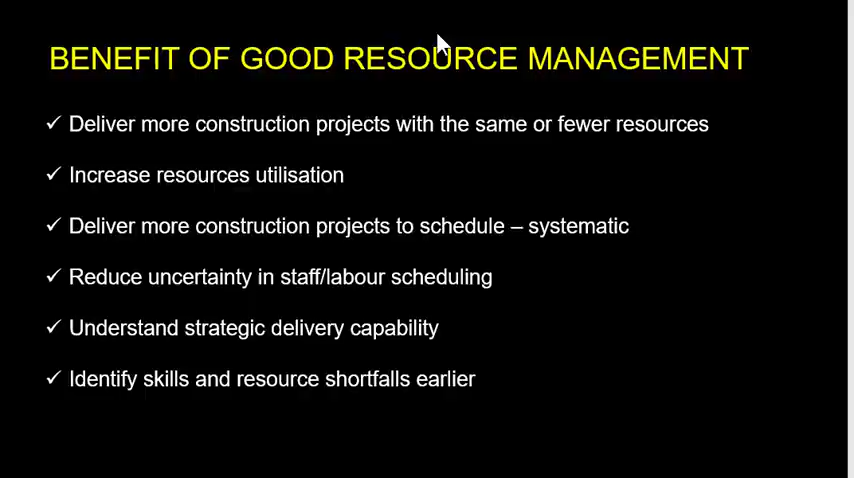 BENEFIT OF GOOD RESOURCE MANAGEMENT
✓ Deliver more construction projects with the same or fewer resources
✓ Increase resources utilisation
✓ Deliver more construction projects to schedule – systematic
✓ Reduce uncertainty in staff/labour scheduling
✓ Understand strategic delivery capability
✓ Identify skills and resource shortfalls earlier